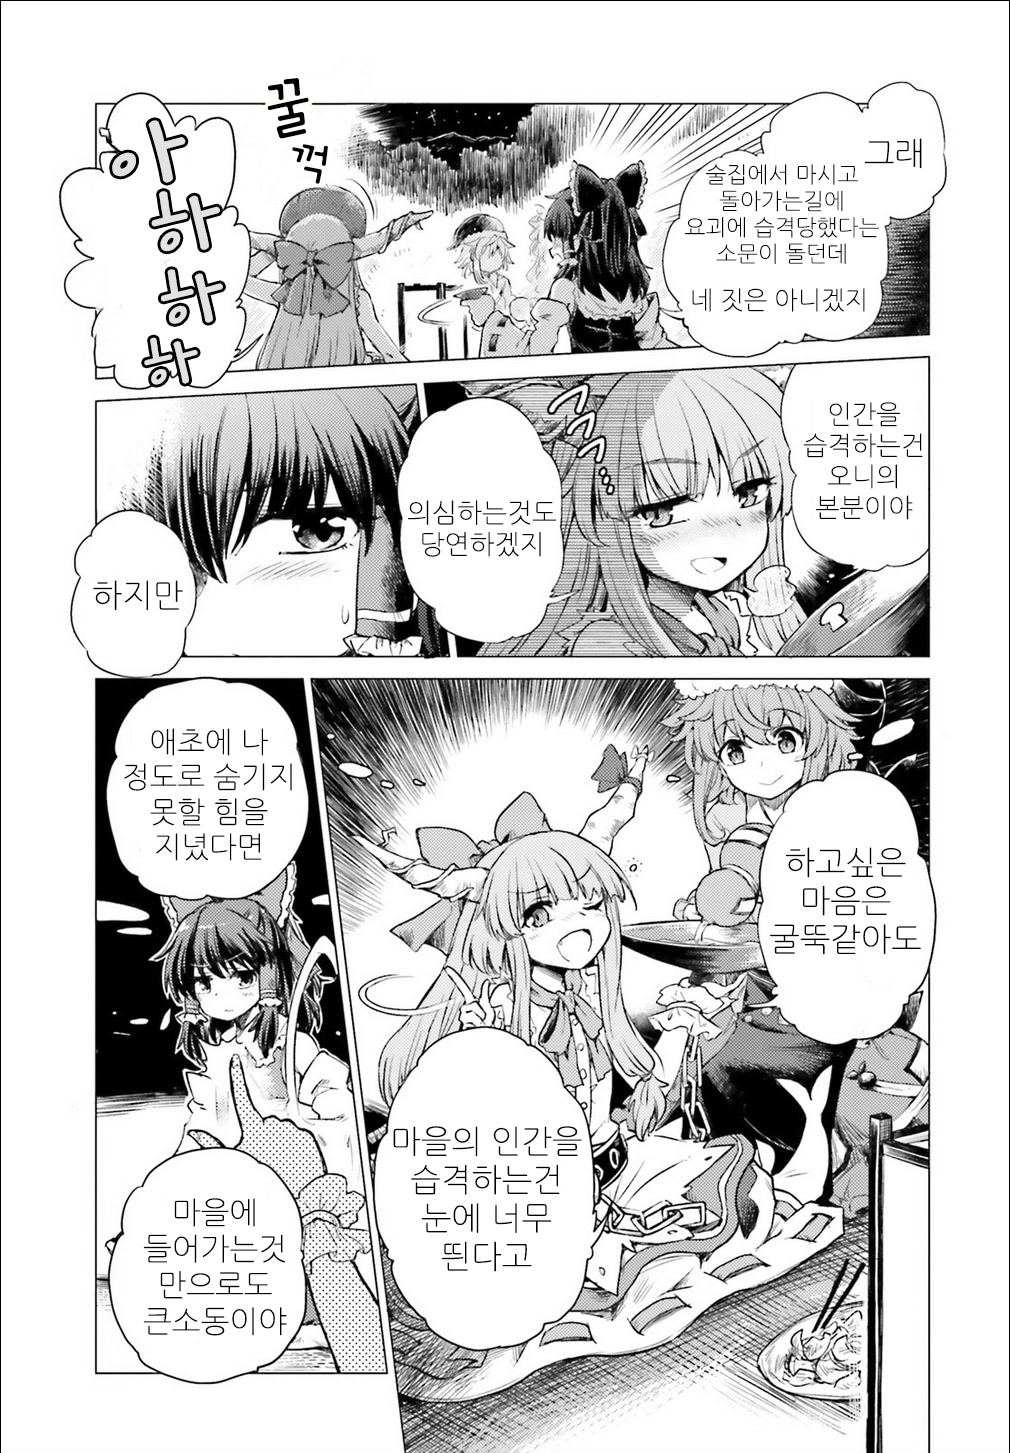 그래
술집에서 마시고
돌아가는길에
요괴에 습격당했다는
소문이 돌던데
네 짓은 아니겠지
꿀
꺽
아
하
하
하
인간을
습격하는건
오니의
본분이야
의심하는것도
당연하겠지
하지만
하고싶은
마음은
굴뚝같아도
마을의 인간을
습격하는건
눈에 너무
띈다고
애초에 나
정도로 숨기지
못할 힘을
지녔다면
마을에
들어가는것
만으로도
큰소동이야